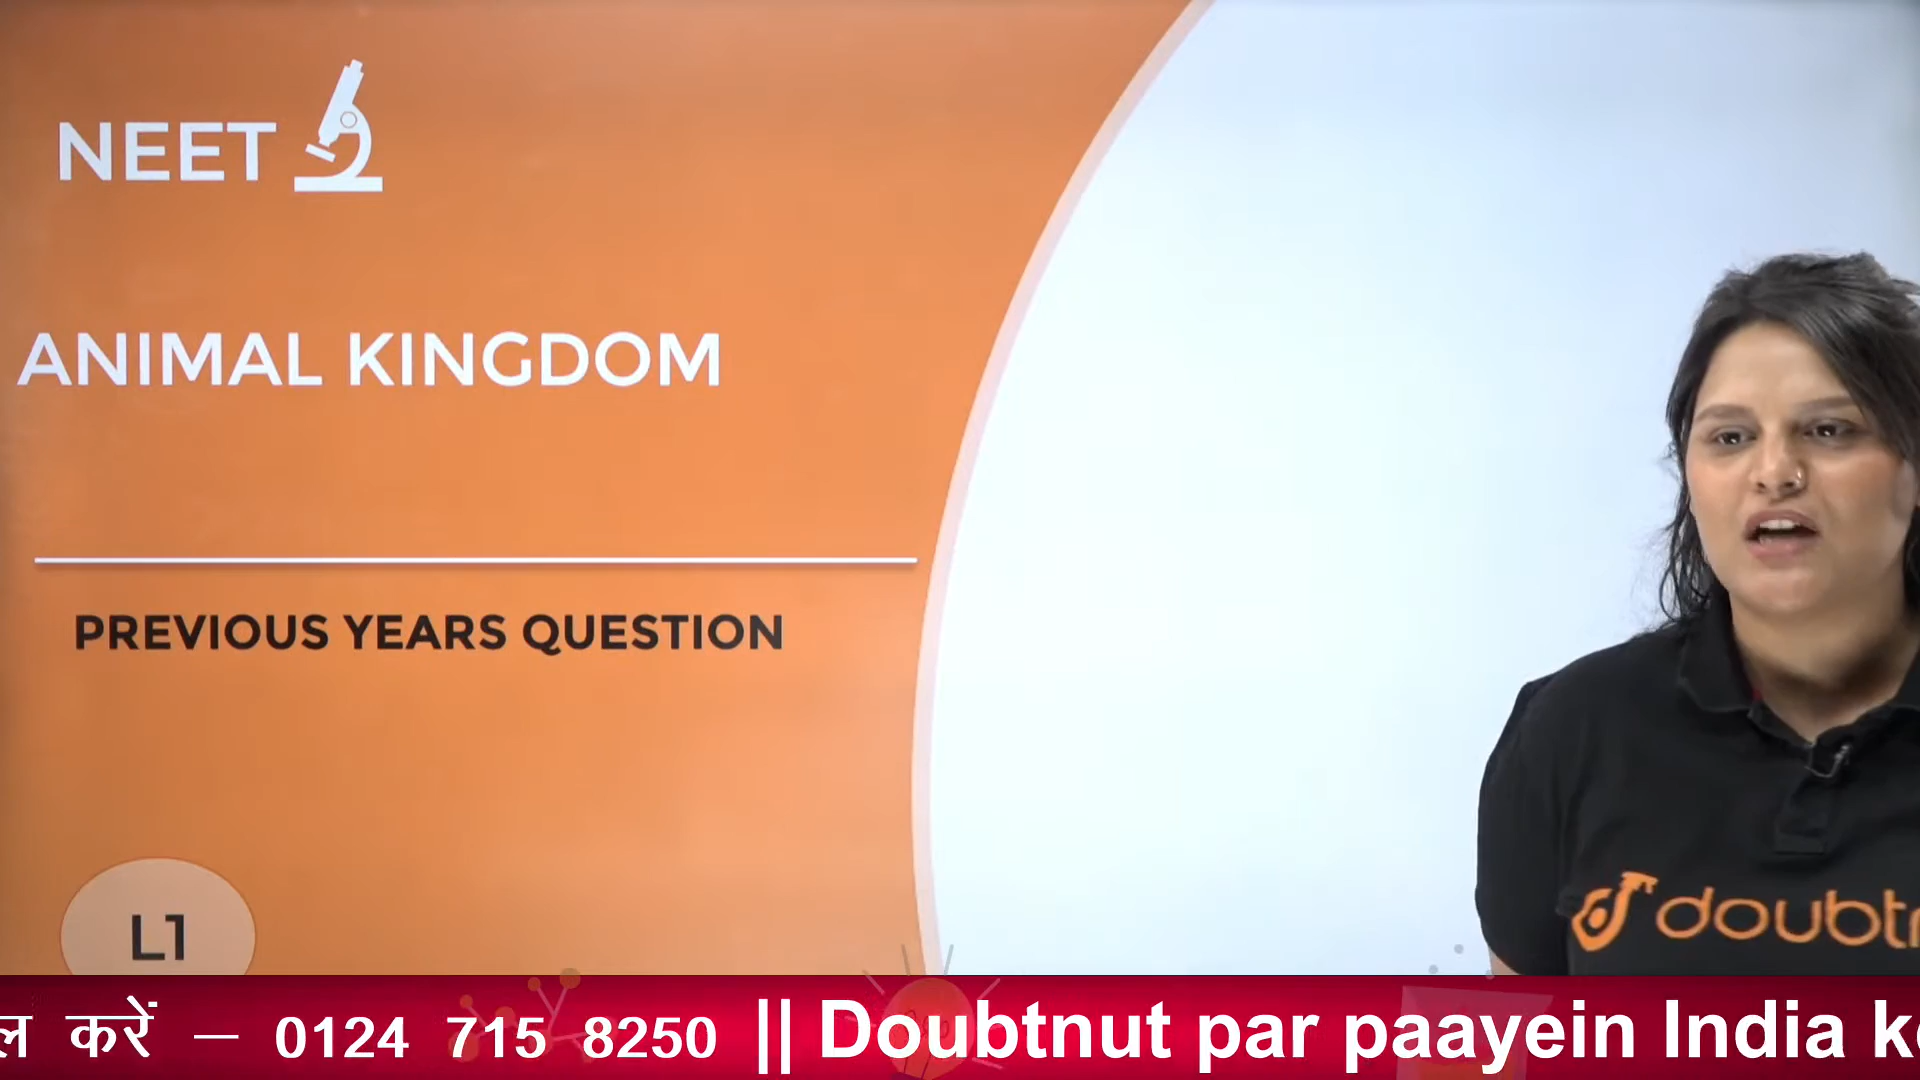 NEET
ANIMAL KINGDOM
PREVIOUS YEARS QUESTION
L1
doubtn
करें – 0124 715 8250 || Doubtnut par paayein India